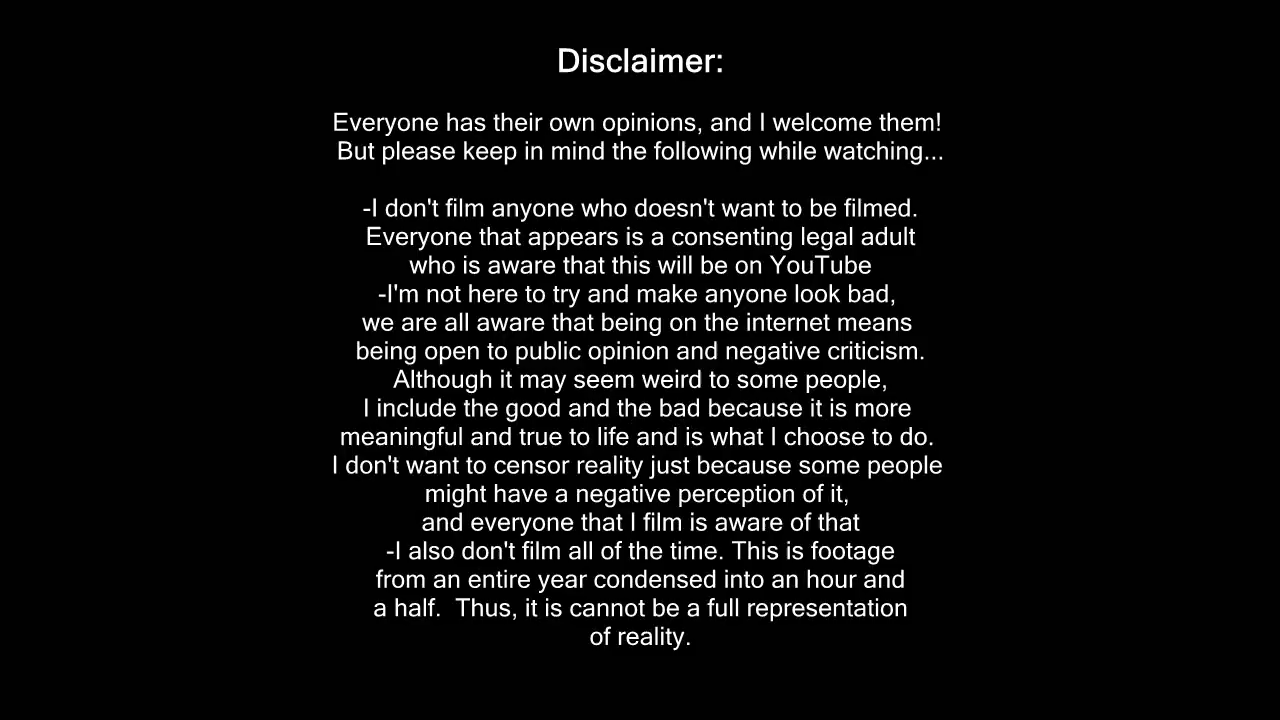 Disclaimer:
Everyone has their own opinions, and I welcome them!
But please keep in mind the following while watching...
-I don't film anyone who doesn't want to be filmed.
Everyone that appears is a consenting legal adult
who is aware that this will be on YouTube
-I'm not here to try and make anyone look bad,
we are all aware that being on the internet means
being open to public opinion and negative criticism.
Although it may seem weird to some people,
I include the good and the bad because it is more
meaningful and true to life and is what I choose to do.
I don't want to censor reality just because some people
might have a negative perception of it,
and everyone that I film is aware of that
-I also don't film all of the time. This is footage
from an entire year condensed into an hour and
a half.  Thus, it is cannot be a full representation
of reality.